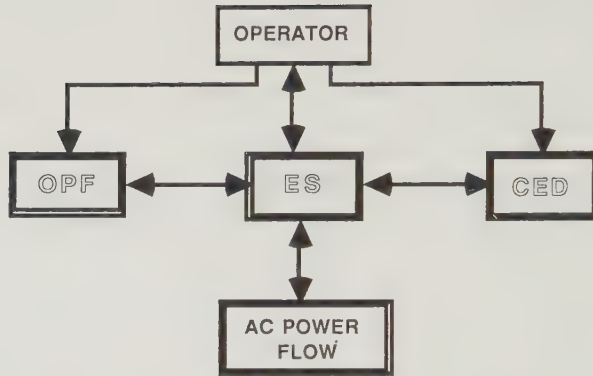 OPERATOR
OPF
ES
CED
AC POWER
FLOW